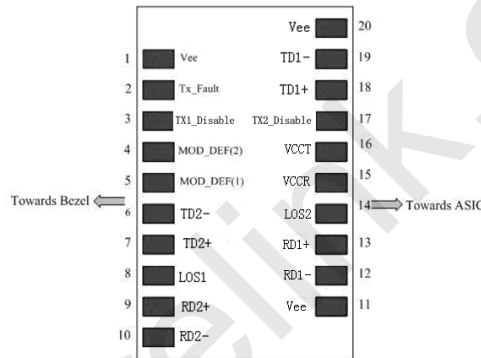 Vee 20
1 Vee TD1- 19
2 Tx_Fault TD1+ 18
3 TX1_Disable TX2_Disable 17
4 MOD_DEF(2) VCCT 16
5 MOD_DEF(1) VCCR 15
Towards Bezel
6 TD2- LOS2 14
Towards ASIC
7 TD2+ RD1+ 13
8 LOS1 RD1- 12
9 RD2+ Vee 11
10 RD2-